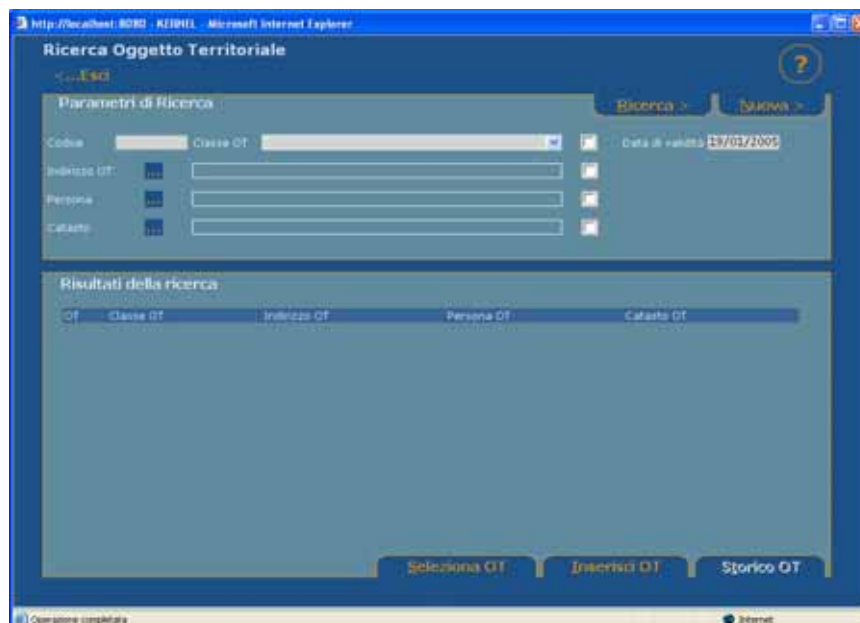 http://localhost:8080 - KERNEL - Microsoft Internet Explorer
Ricerca Oggetto Territoriale
<...Esci
?
Parametri di Ricerca
Ricerca >
Nuova >
Codice
Classe OT
Data di validità 29/01/2005
Indirizzo OT
...
Persona
...
Catasto
...
Risultati della ricerca
OT Classe OT Indirizzo OT Persona OT Catasto OT
Seleziona OT
Inserisci OT
Storico OT
Operazione completata
Internet